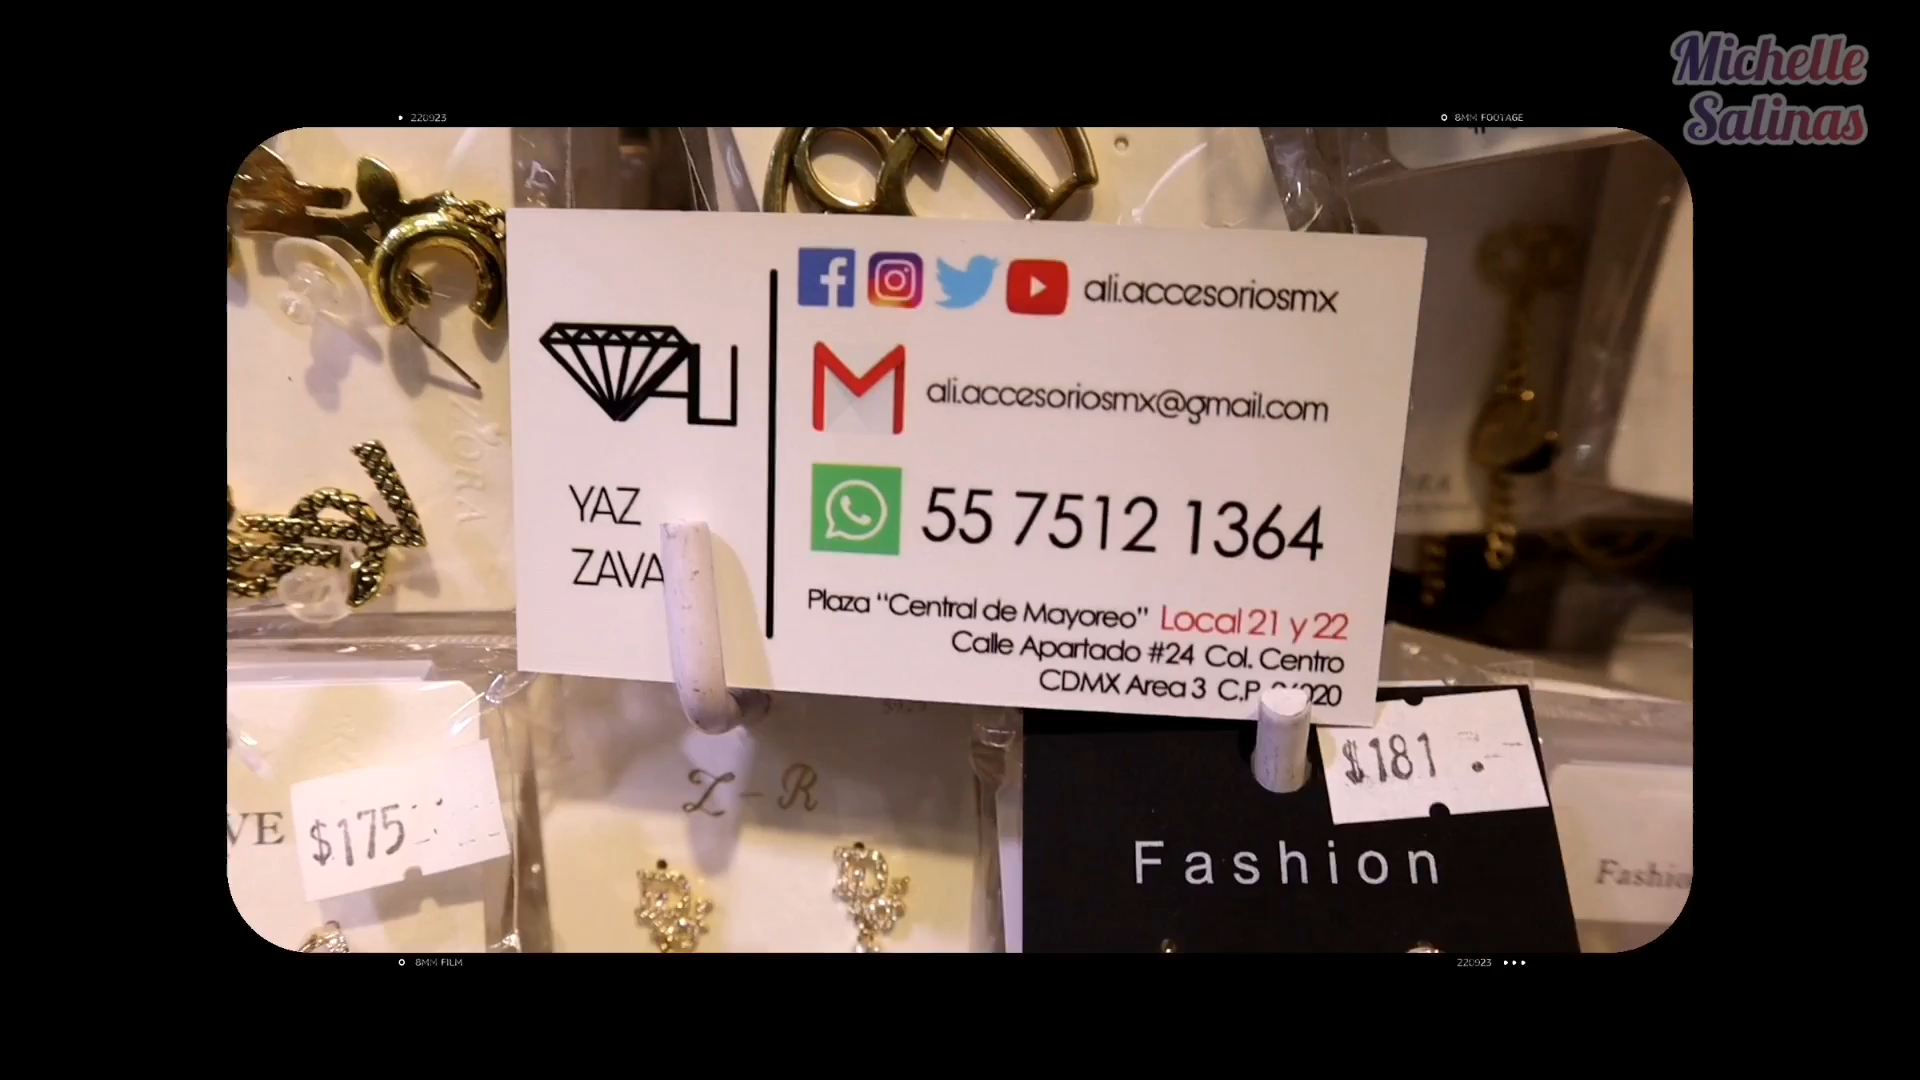 Michelle
Salinas
220923
8MM FOOTAGE
ali.accesoriosmx
ALI
ali.accesoriosmx@gmail.com
YAZ
55 7512 1364
ZAVA
Plaza "Central de Mayoreo" Local 21 y 22
Calle Apartado #24 Col. Centro
CDMX Area 3 C.P.
$181
$175
Z-R
Fashion
8MM FILM
220923